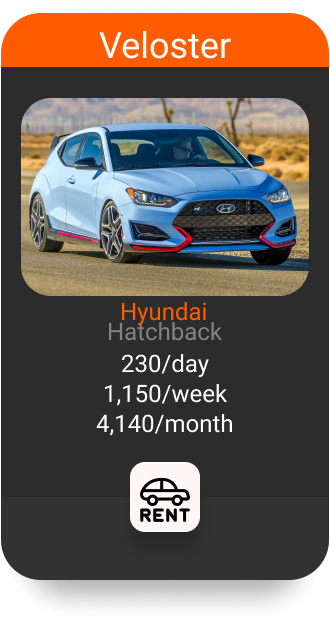 Veloster
Hyundai
Hatchback
230/day
1,150/week
4,140/month
RENT